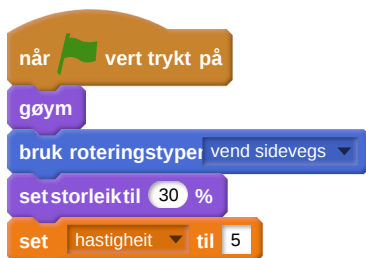 når vert trykt på
gøym
bruk roteringstypen vend sidevegs
set storleik til 30 %
set hastigheit til 5